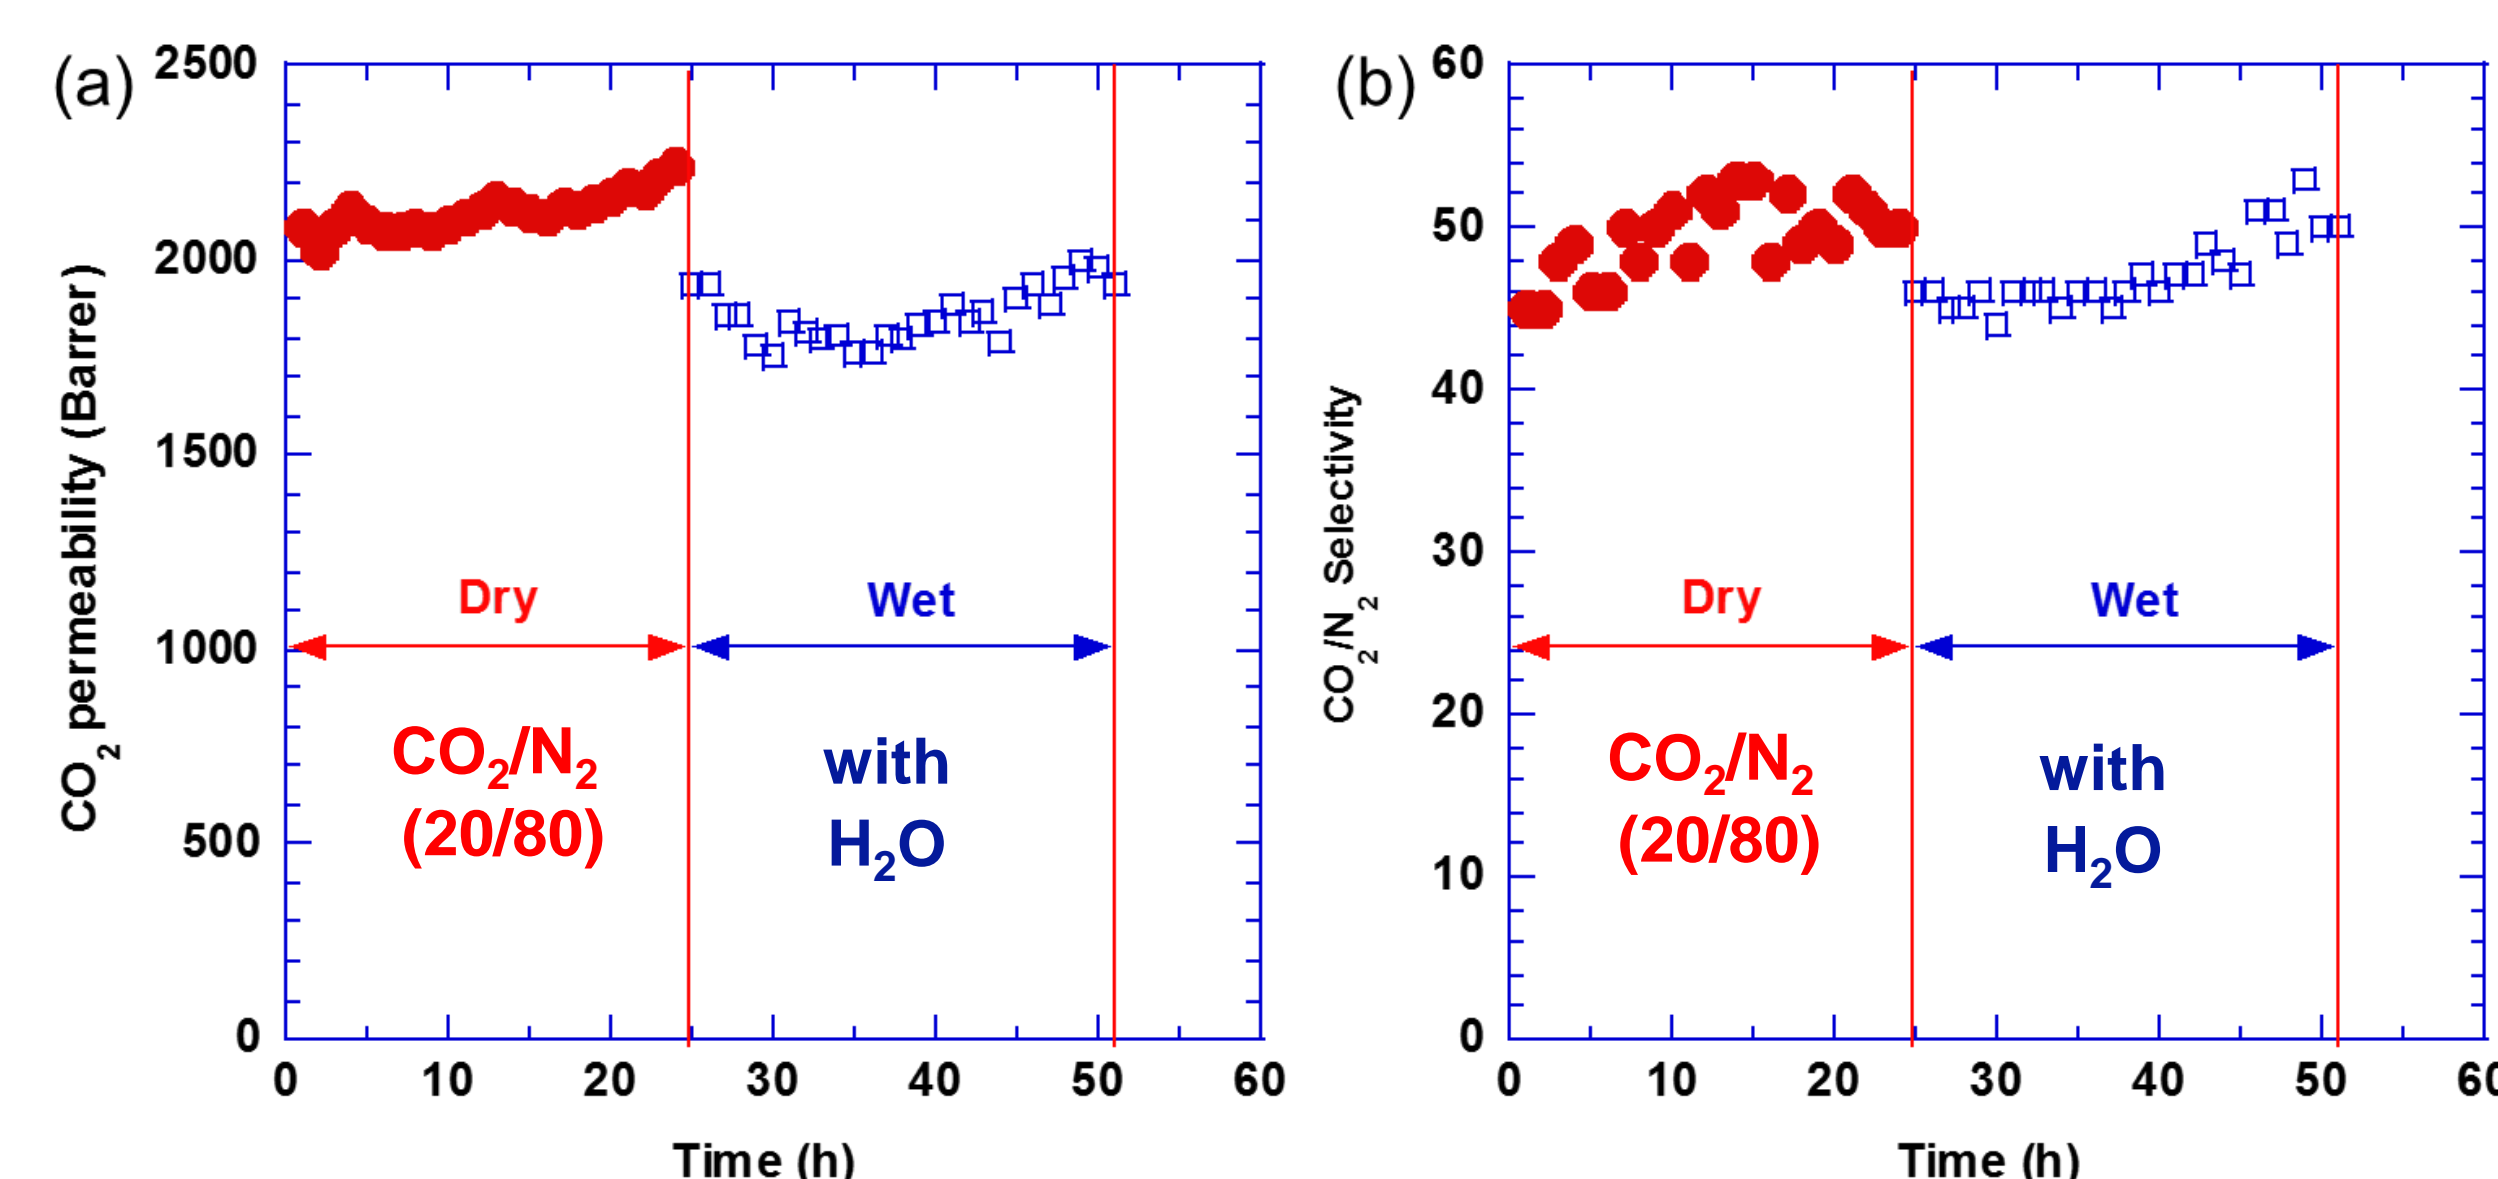 (a)
2500
2000
1500
1000
500
0
CO2 permeability (Barrer)
Dry
Wet
CO2/N2
(20/80)
with
H2O
0 10 20 30 40 50 60
Time (h)
(b)
60
50
40
30
20
10
0
CO2/N2 Selectivity
Dry
Wet
CO2/N2
(20/80)
with
H2O
0 10 20 30 40 50 60
Time (h)